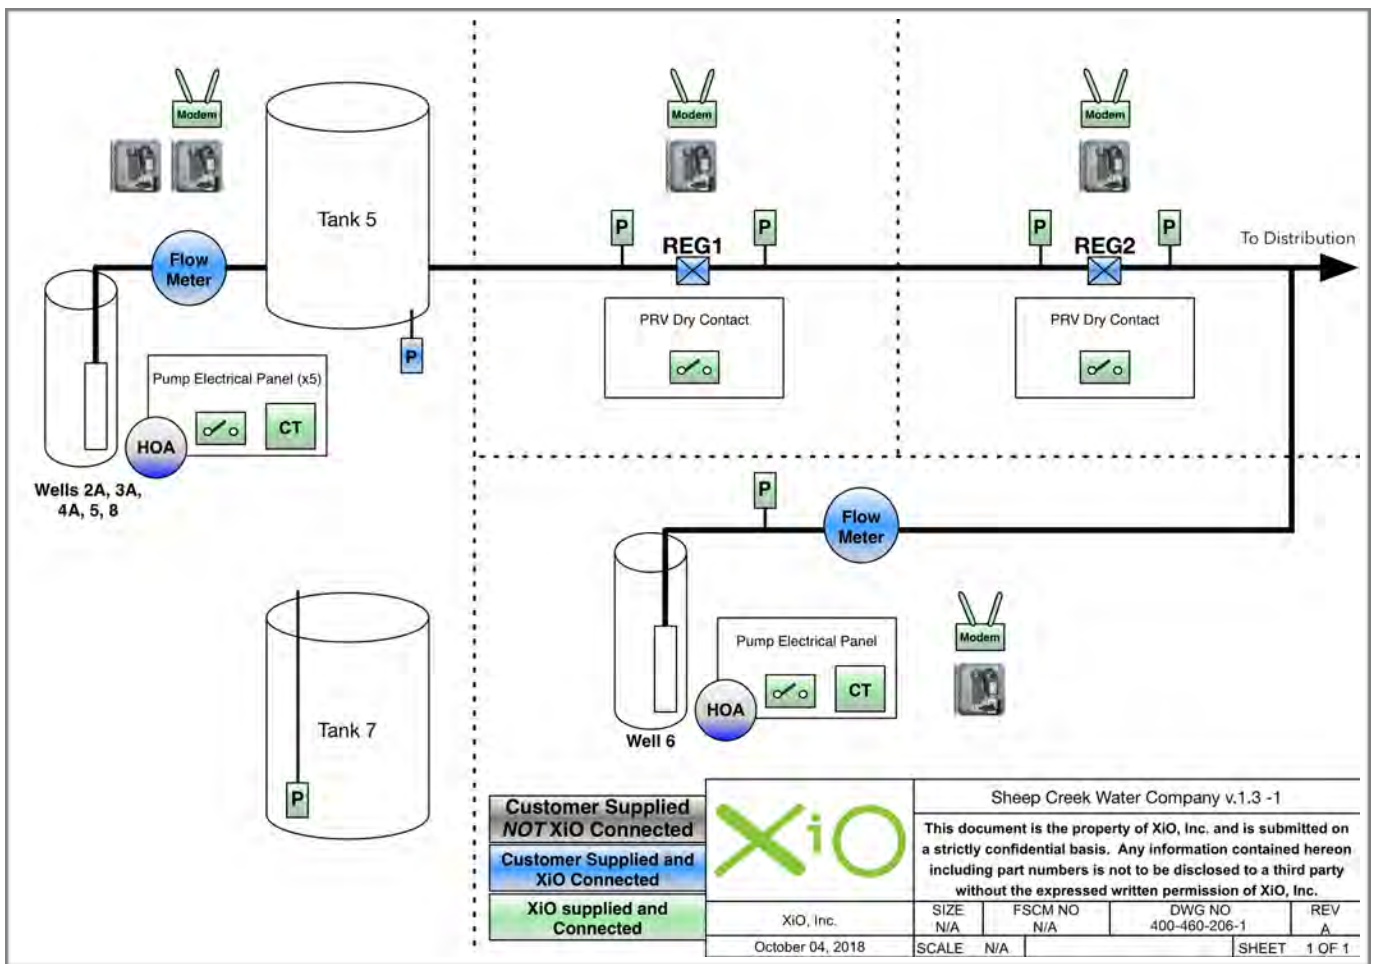 Modem
Modem
Modem
Tank 5
P
P
P
P
REG1
REG2
To Distribution
Flow
Meter
PRV Dry Contact
PRV Dry Contact
P
Pump Electrical Panel (x5)
CT
HOA
Wells 2A, 3A,
4A, 5, 8
P
Flow
Meter
Modem
Pump Electrical Panel
CT
HOA
Well 6
Tank 7
P
Customer Supplied
NOT XiO Connected
Customer Supplied and
XiO Connected
XiO supplied and
Connected
XiO
XiO, Inc.
October 04, 2018
Sheep Creek Water Company v.1.3 -1
This document is the property of XiO, Inc. and is submitted on
a strictly confidential basis. Any information contained hereon
including part numbers is not to be disclosed to a third party
without the expressed written permission of XiO, Inc.
SIZE FSCM NO DWG NO REV
N/A N/A 400-460-206-1 A
SCALE N/A SHEET 1 OF 1